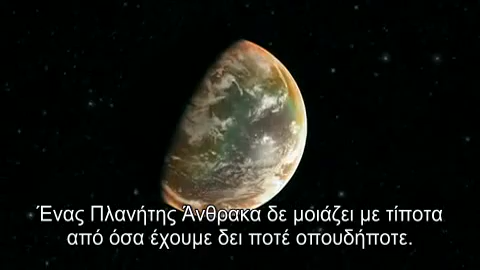 Ένας Πλανήτης Άνθρακα δε μοιάζει με τίποτα
από όσα έχουμε δει ποτέ οπουδήποτε.